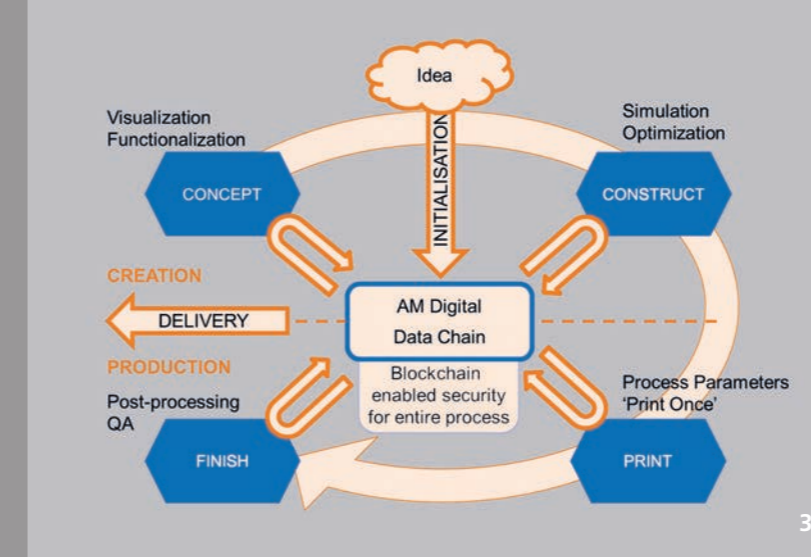 Idea
Visualization
Functionalization
Simulation
Optimization
INITIALISATION
CONCEPT
CONSTRUCT
CREATION
AM Digital
Data Chain
DELIVERY
PRODUCTION
Blockchain
enabled security
for entire process
Post-processing
QA
Process Parameters
'Print Once'
FINISH
PRINT
3